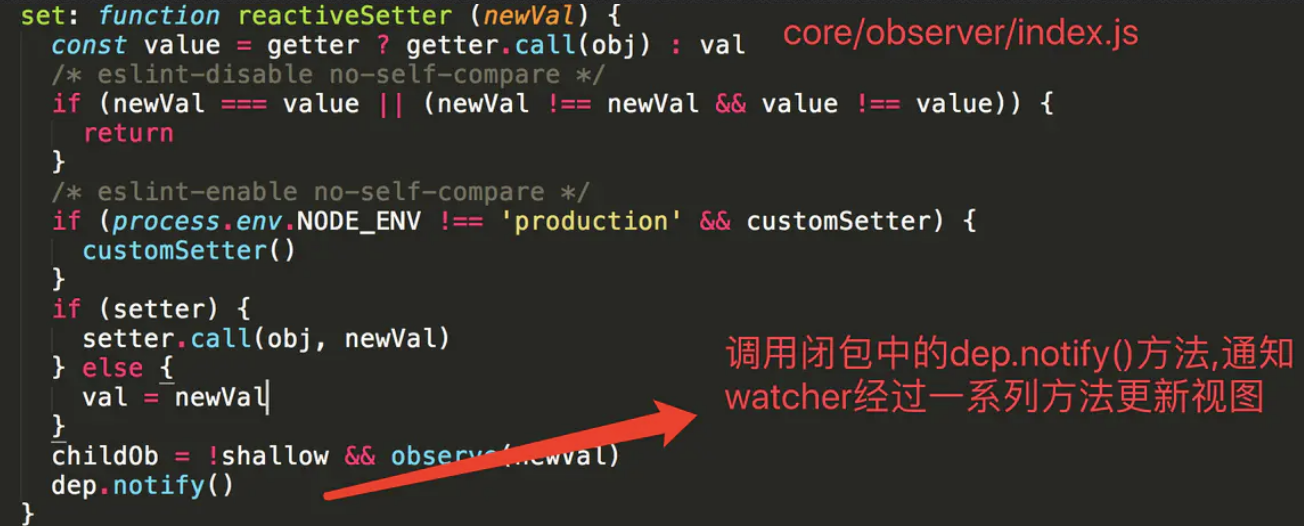 set: function reactiveSetter (newVal) {
core/observer/index.js
const value = getter ? getter.call(obj) : val
/* eslint-disable no-self-compare */
if (newVal === value || (newVal !== newVal && value !== value)) {
return
}
/* eslint-enable no-self-compare */
if (process.env.NODE_ENV !== 'production' && customSetter) {
customSetter()
}
if (setter) {
setter.call(obj, newVal)
} else {
val = newVal
}
调用闭包中的dep.notify()方法,通知
watcher经过一系列方法更新视图
childOb = !shallow && observe(newVal)
dep.notify()
}